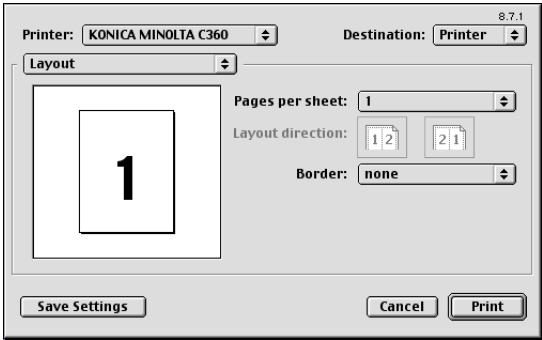 8.7.1
Printer: KONICA MINOLTA C360 Destination: Printer
Layout
Pages per sheet: 1
Layout direction: 1 2 2 1
1
Border: none
Save Settings Cancel Print